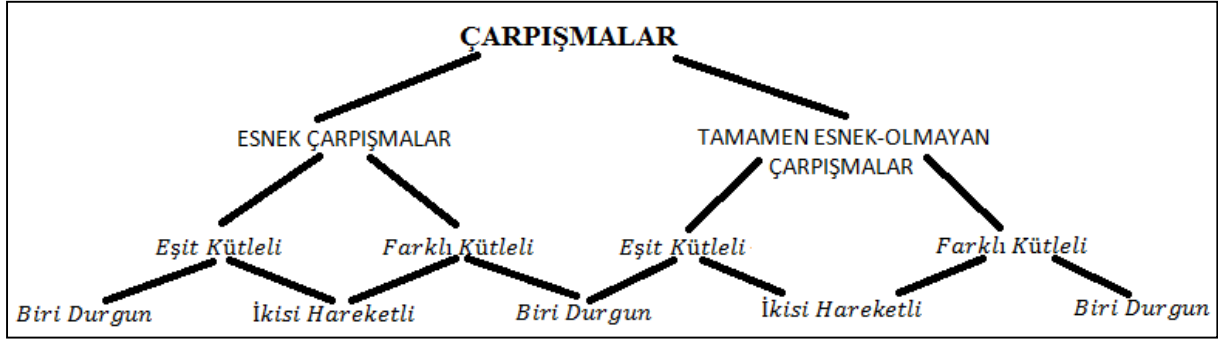 ÇARPIŞMALAR
ESNEK ÇARPIŞMALAR
TAMAMEN ESNEK-OLMAYAN
ÇARPIŞMALAR
Eşit Kütleli
Farklı Kütleli
Eşit Kütleli
Farklı Kütleli
Biri Durgun
İkisi Hareketli
Biri Durgun
İkisi Hareketli
Biri Durgun